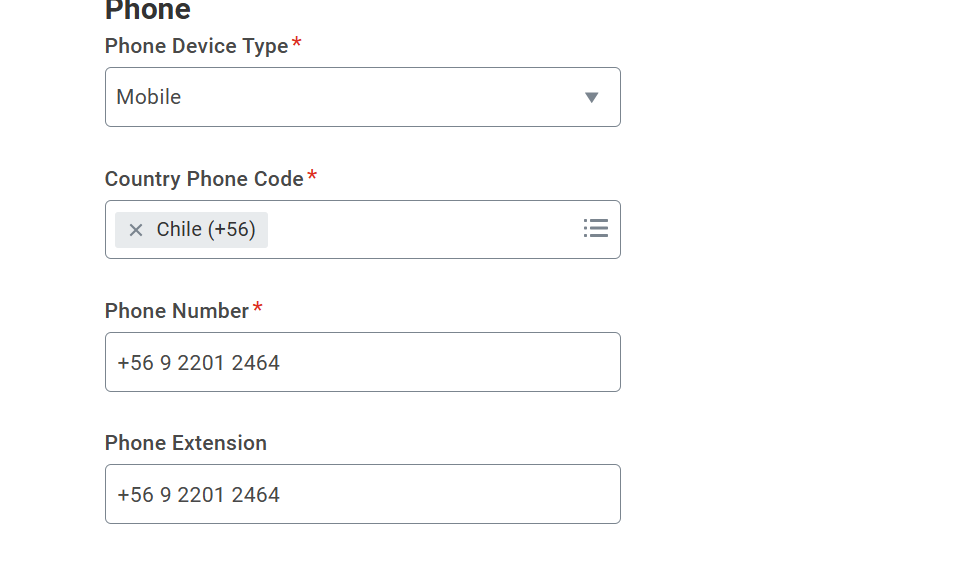 Phone
Phone Device Type*
Mobile
Country Phone Code*
Chile (+56)
Phone Number*
+56 9 2201 2464
Phone Extension
+56 9 2201 2464